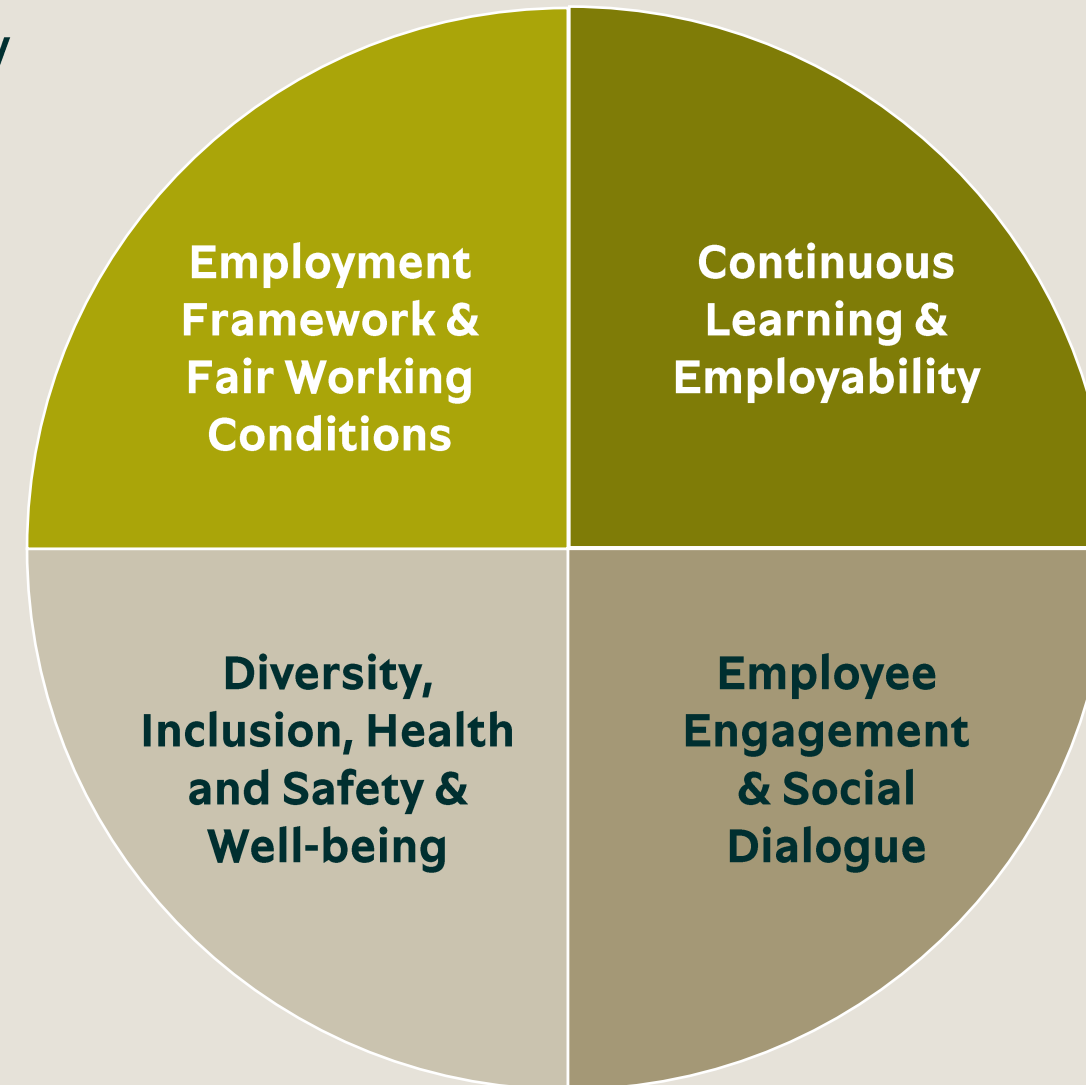 Employment
Framework &
Fair Working
Conditions
Continuous
Learning &
Employability
Diversity,
Inclusion, Health
and Safety &
Well-being
Employee
Engagement
& Social
Dialogue